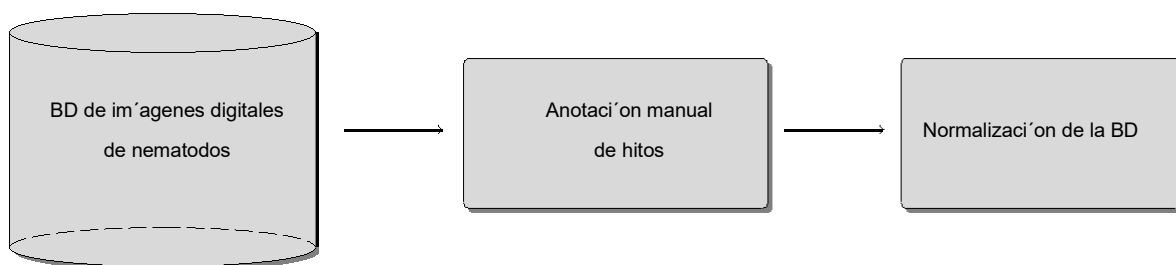 BD de im´agenes digitales
de nematodos
Anotaci´on manual
de hitos
Normalizaci´on de la BD